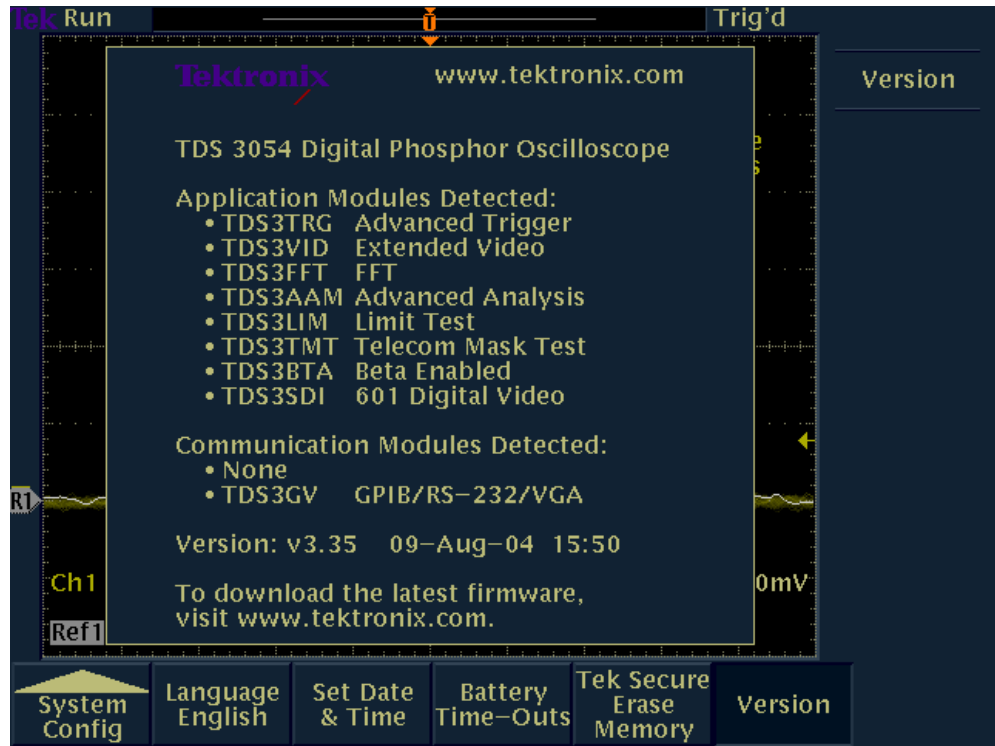 Tek Run Trig'd
T
Tektronix www.tektronix.com
Version
TDS 3054 Digital Phosphor Oscilloscope
Application Modules Detected:
• TDS3TRG Advanced Trigger
• TDS3VID Extended Video
• TDS3FFT FFT
• TDS3AAM Advanced Analysis
• TDS3LIM Limit Test
• TDS3TMT Telecom Mask Test
• TDS3BTA Beta Enabled
• TDS3SDI 601 Digital Video
Communication Modules Detected:
• None
• TDS3GV GPIB/RS-232/VGA
R1
Version: v3.35 09-Aug-04 15:50
Ch1 0mV
To download the latest firmware,
visit www.tektronix.com.
Ref1
System Config
Language English
Set Date & Time
Battery Time-Outs
Tek Secure Erase Memory
Version